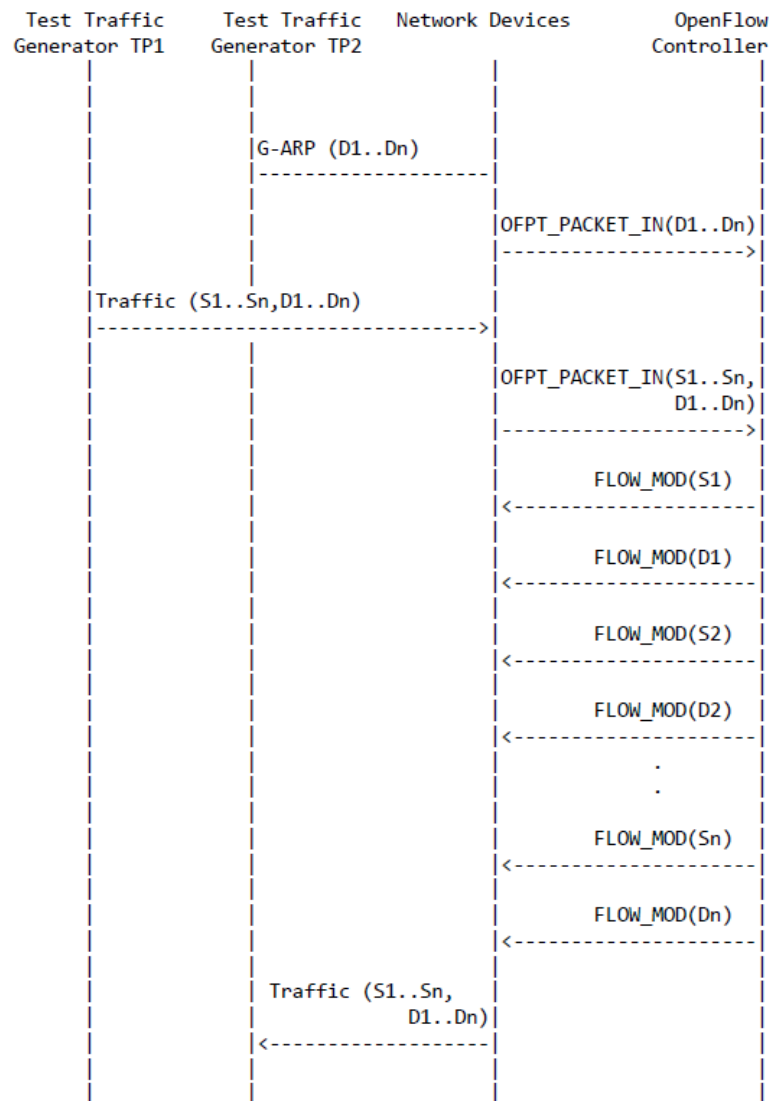 Test Traffic Test Traffic Network Devices OpenFlow
Generator TP1 Generator TP2 Controller
G-ARP (D1..Dn)
OFPT_PACKET_IN(D1..Dn)
Traffic (S1..Sn,D1..Dn)
OFPT_PACKET_IN(S1..Sn,
D1..Dn)
FLOW_MOD(S1)
FLOW_MOD(D1)
FLOW_MOD(S2)
FLOW_MOD(D2)
.
.
FLOW_MOD(Sn)
FLOW_MOD(Dn)
Traffic (S1..Sn,
D1..Dn)